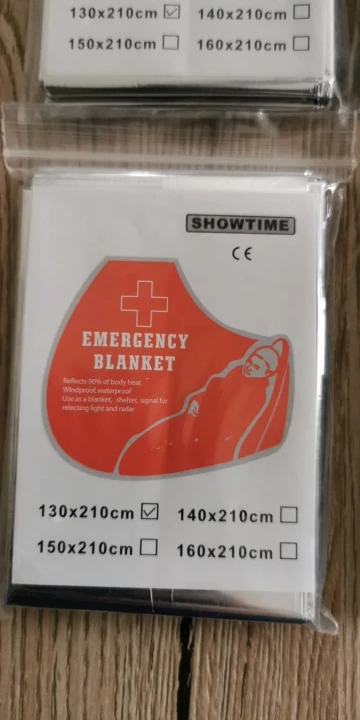 130x210cm ☑ 140x210cm ☐
150x210cm ☐ 160x210cm ☐
SHOWTIME
CE
EMERGENCY
BLANKET
Reflects 90% of body heat
Windproof, waterproof
Use as a blanket, shelter, signal for
relecting light and radar
130x210cm ☑ 140x210cm ☐
150x210cm ☐ 160x210cm ☐